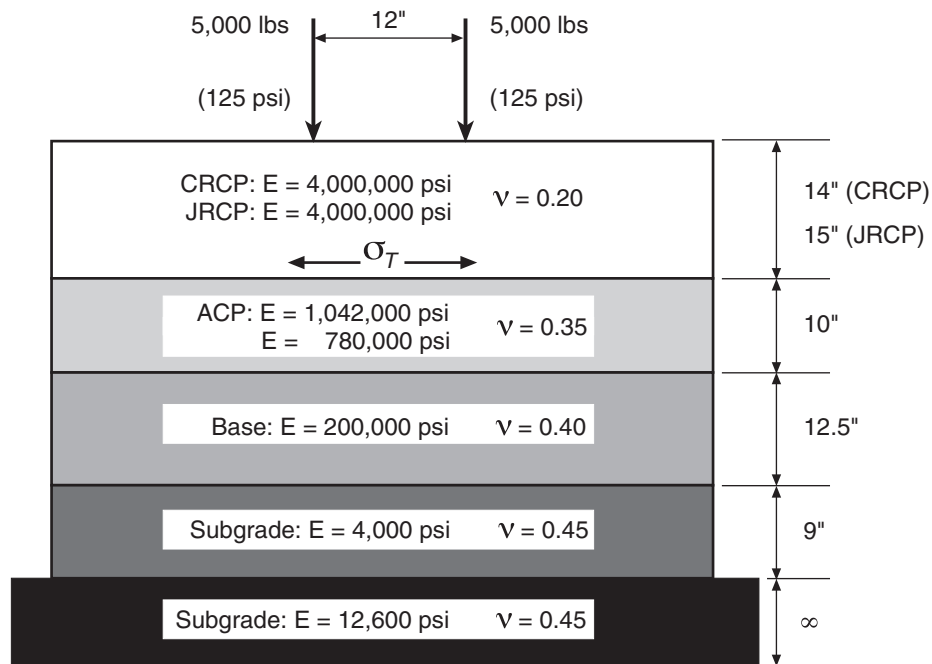 5,000 lbs
12"
5,000 lbs
(125 psi)
(125 psi)
CRCP: E = 4,000,000 psi
JRCP: E = 4,000,000 psi
ν = 0.20
σT
14" (CRCP)
15" (JRCP)
ACP: E = 1,042,000 psi
E = 780,000 psi
ν = 0.35
10"
Base: E = 200,000 psi ν = 0.40
12.5"
Subgrade: E = 4,000 psi ν = 0.45
9"
Subgrade: E = 12,600 psi ν = 0.45
∞